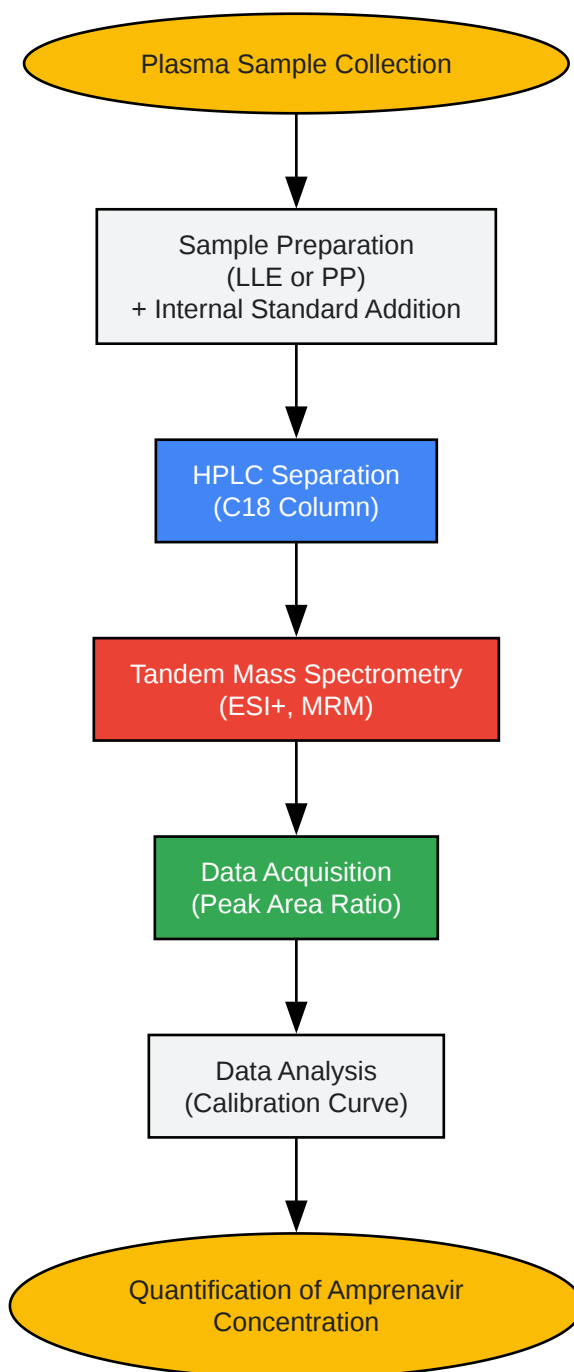 Plasma Sample Collection
Sample Preparation
(LLE or PP)
+ Internal Standard Addition
HPLC Separation
(C18 Column)
Tandem Mass Spectrometry
(ESI+, MRM)
Data Acquisition
(Peak Area Ratio)
Data Analysis
(Calibration Curve)
Quantification of Amprenavir
Concentration